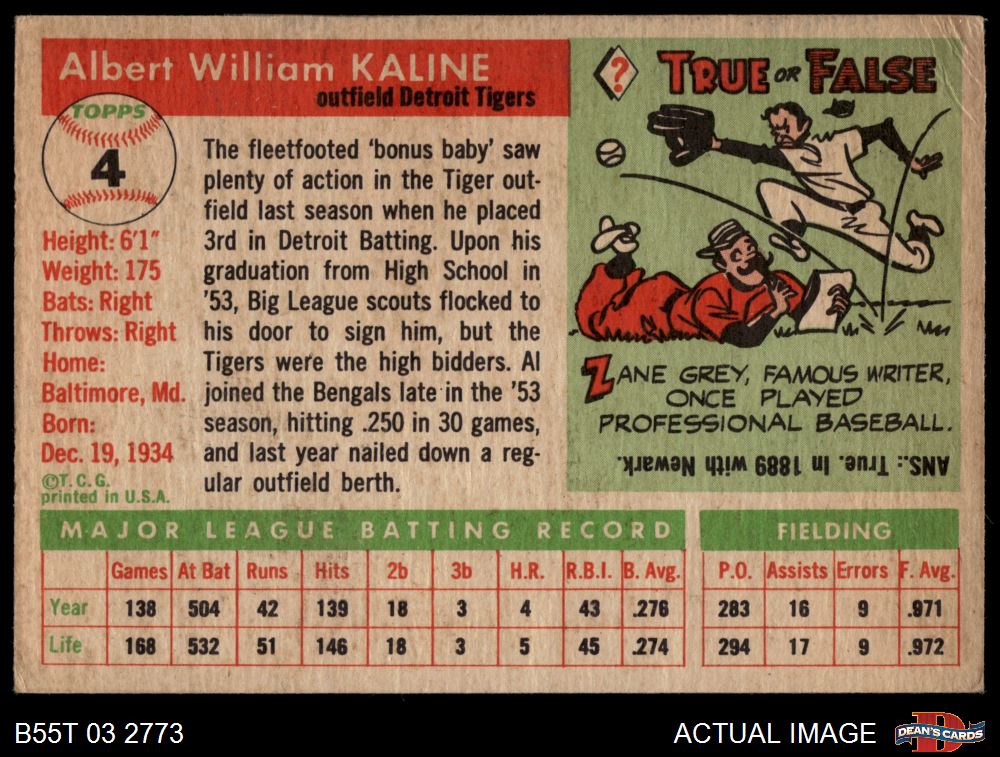 Albert William KALINE
outfield Detroit Tigers
TOPPS
4
Height: 6'1"
Weight: 175
Bats: Right
Throws: Right
Home:
Baltimore, Md.
Born:
Dec. 19, 1934
©T. C. G.
printed in U.S.A.
The fleetfooted 'bonus baby' saw
plenty of action in the Tiger out-
field last season when he placed
3rd in Detroit Batting. Upon his
graduation from High School in
'53, Big League scouts flocked to
his door to sign him, but the
Tigers were the high bidders. Al
joined the Bengals late in the '53
season, hitting .250 in 30 games,
and last year nailed down a reg-
ular outfield berth.
? TRUE OR FALSE
ZANE GREY, FAMOUS WRITER,
ONCE PLAYED
PROFESSIONAL BASEBALL.
ANS.: True. In 1889 with Newark.
MAJOR LEAGUE BATTING RECORD FIELDING
Games At Bat Runs Hits 2b 3b H.R. R.B.I. B. Avg. P.O. Assists Errors F. Avg.
Year 138 504 42 139 18 3 4 43 .276 283 16 9 .971
Life 168 532 51 146 18 3 5 45 .274 294 17 9 .972
B55T 03 2773 ACTUAL IMAGE DEAN'S CARDS